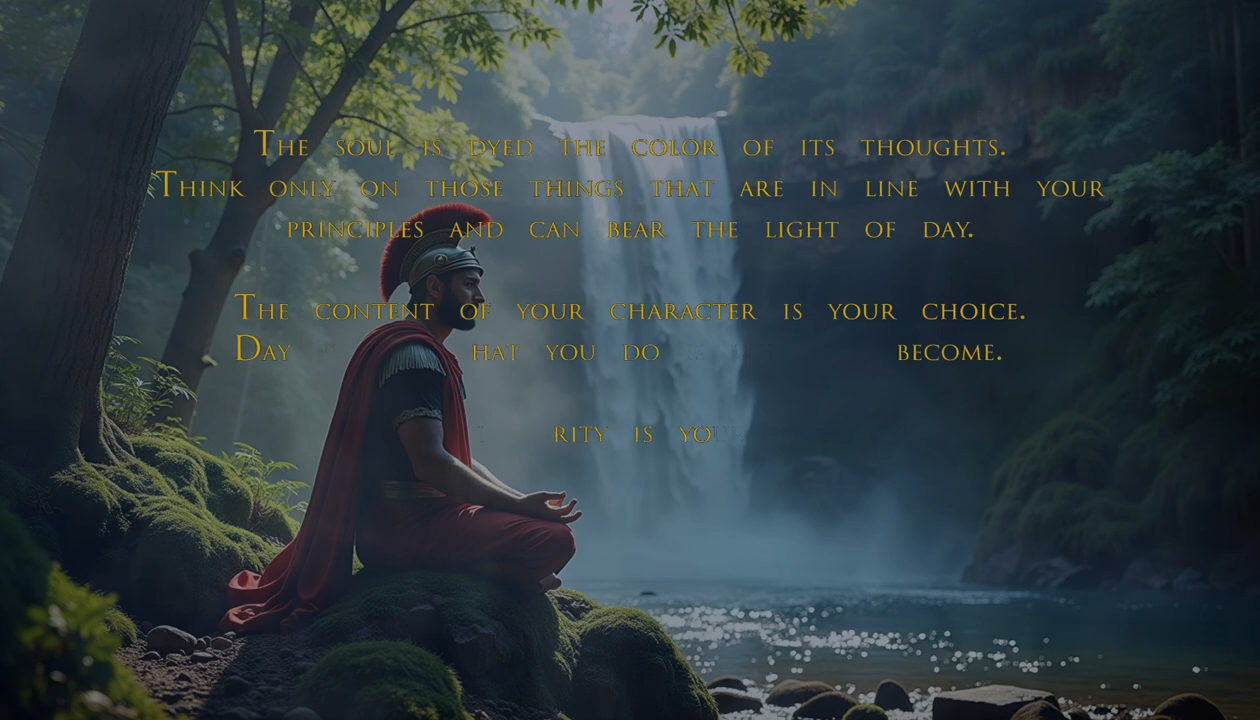 The soul is dyed the color of its thoughts.
Think only on those things that are in line with your
principles and can bear the light of day.
The content of your character is your choice.
Day hat you do become.
rity is yo